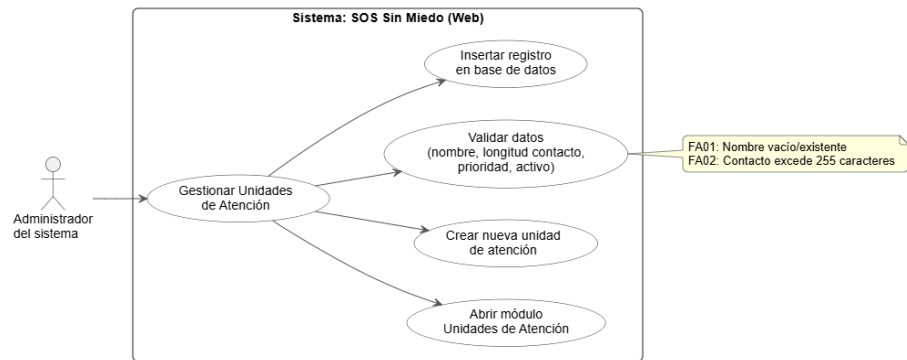 Sistema: SOS Sin Miedo (Web)
Insertar registro
en base de datos
Validar datos
(nombre, longitud contacto,
prioridad, activo)
FA01: Nombre vacío/existente
FA02: Contacto excede 255 caracteres
Administrador
del sistema
Gestionar Unidades
de Atención
Crear nueva unidad
de atención
Abrir módulo
Unidades de Atención